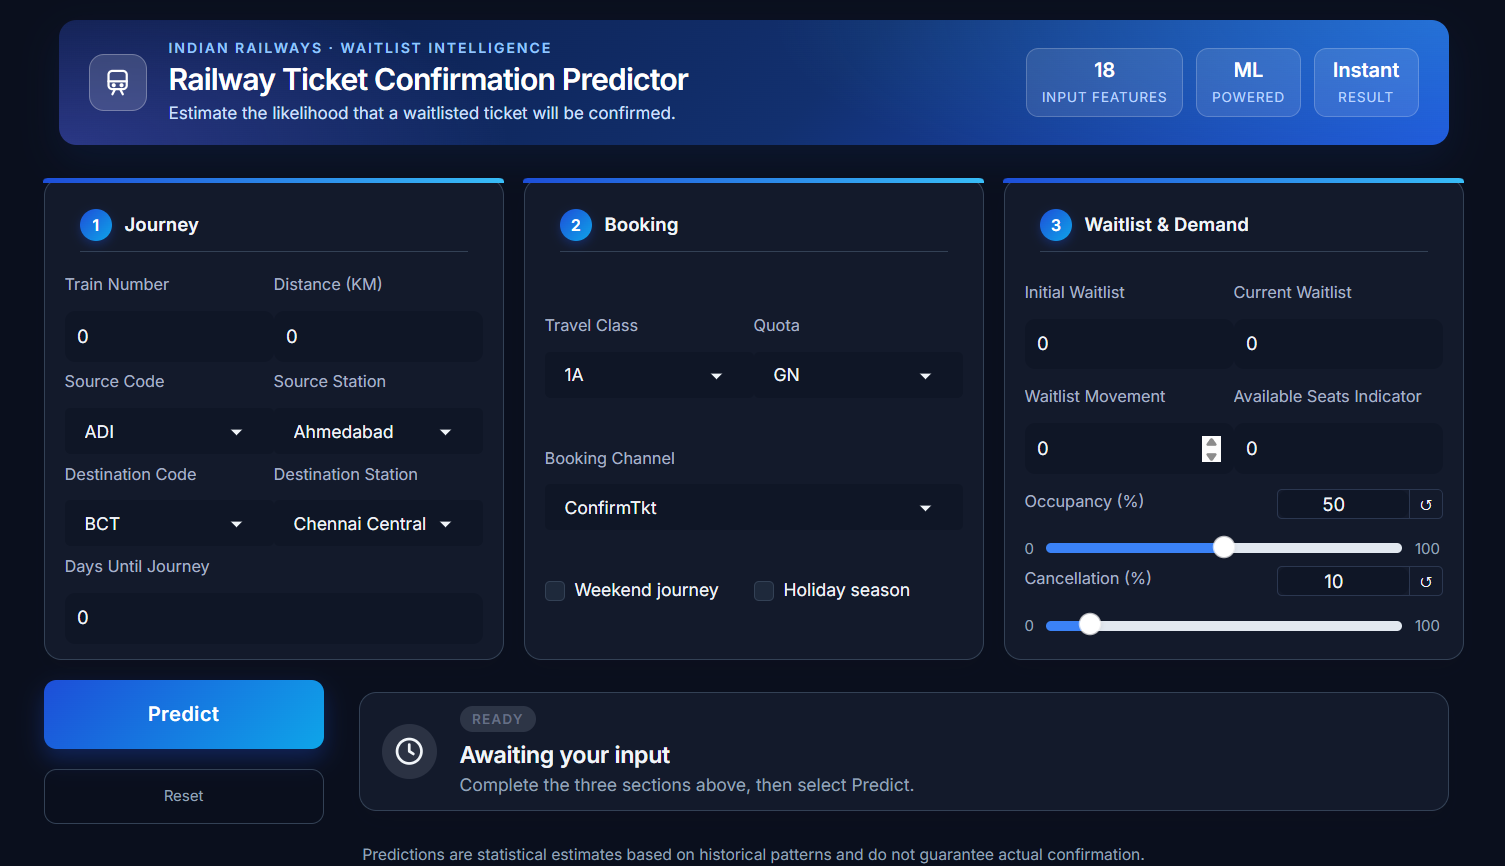 INDIAN RAILWAYS · WAITLIST INTELLIGENCE
Railway Ticket Confirmation Predictor
Estimate the likelihood that a waitlisted ticket will be confirmed.
18
INPUT FEATURES
ML
POWERED
Instant
RESULT
1 Journey
Train Number Distance (KM)
0 0
Source Code Source Station
ADI Ahmedabad
Destination Code Destination Station
BCT Chennai Central
Days Until Journey
0
2 Booking
Travel Class Quota
1A GN
Booking Channel
ConfirmTkt
Weekend journey Holiday season
3 Waitlist & Demand
Initial Waitlist Current Waitlist
0 0
Waitlist Movement Available Seats Indicator
0 0
Occupancy (%) 50 ↺
0 100
Cancellation (%) 10 ↺
0 100
Predict
Reset
READY
Awaiting your input
Complete the three sections above, then select Predict.
Predictions are statistical estimates based on historical patterns and do not guarantee actual confirmation.